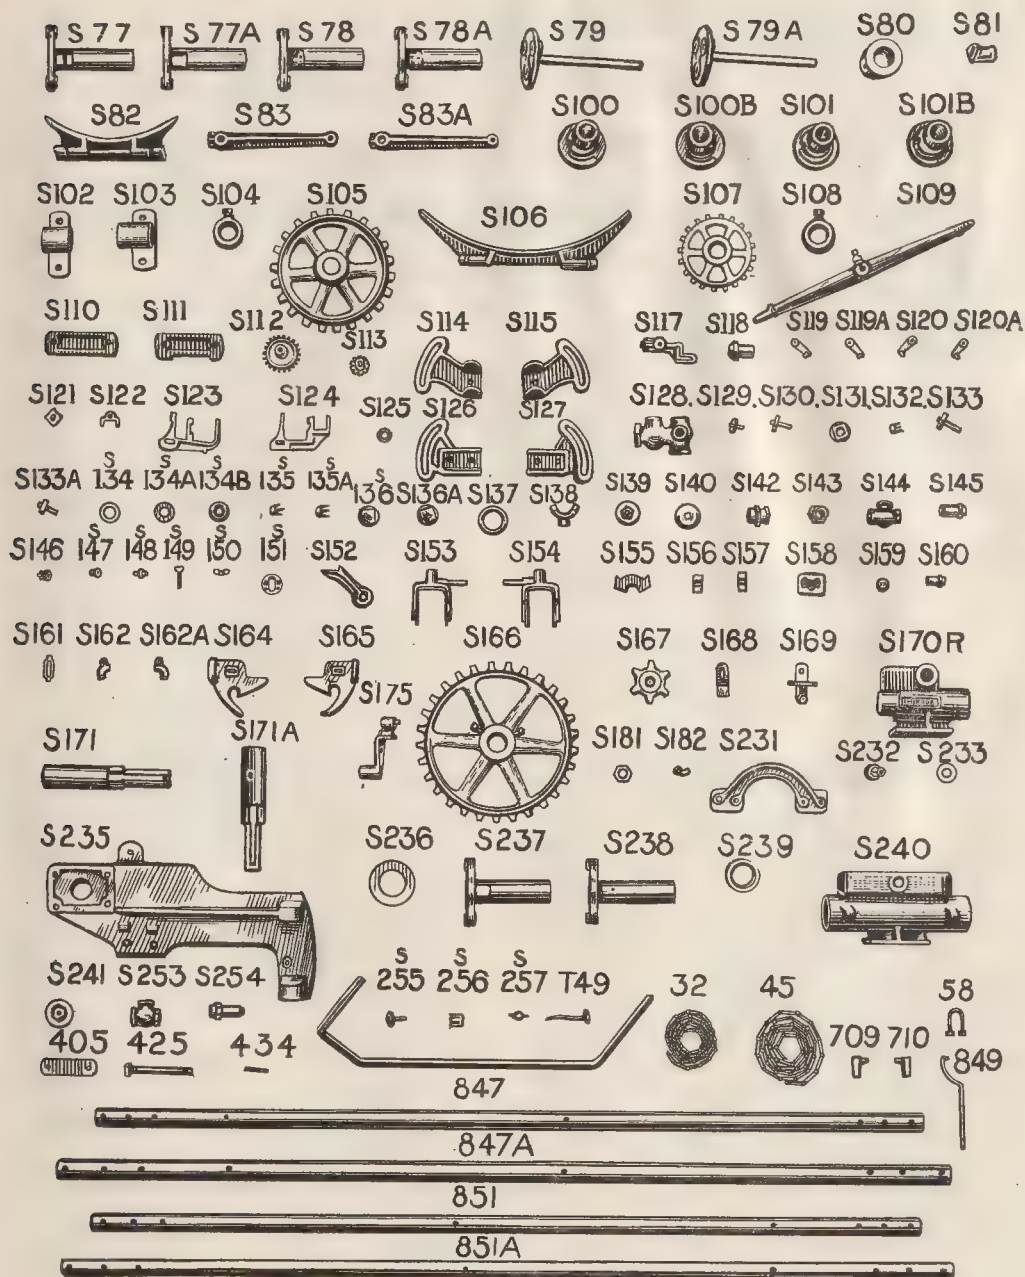 S77 S77A S78 S78A S79 S79A S80 S81
S82 S83 S83A S100 S100B S101 S101B
S102 S103 S104 S105 S106 S107 S108 S109
S110 S111 S112 S113 S114 S115 S117 S118 S119 S119A S120 S120A
S121 S122 S123 S124 S125 S126 S127 S128, S129, S130, S131, S132, S133
S133A S134 S134A S134B S135 S135A S136 S136A S137 S138 S139 S140 S142 S143 S144 S145
S146 S147 S148 S149 S150 S151 S152 S153 S154 S155 S156 S157 S158 S159 S160
S161 S162 S162A S164 S165 S166 S167 S168 S169 S170R
S171 S171A S175 S181 S182 S231 S232 S233
S235 S236 S237 S238 S239 S240
S241 S253 S254 S255 S256 S257 T49 32 45 58
405 425 434 709 710 849
847
847A
851
851A